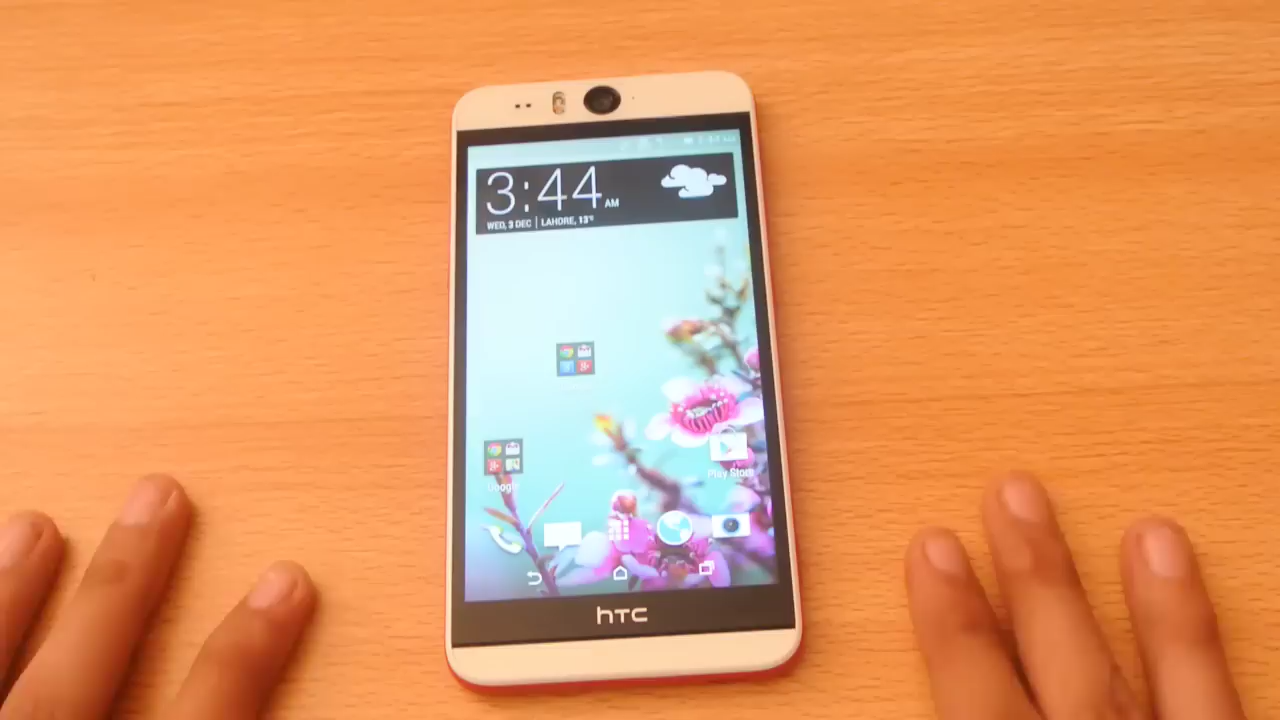 3:44 AM
WED, 3 DEC | LAHORE, 13°
Google
Play Store
hTC